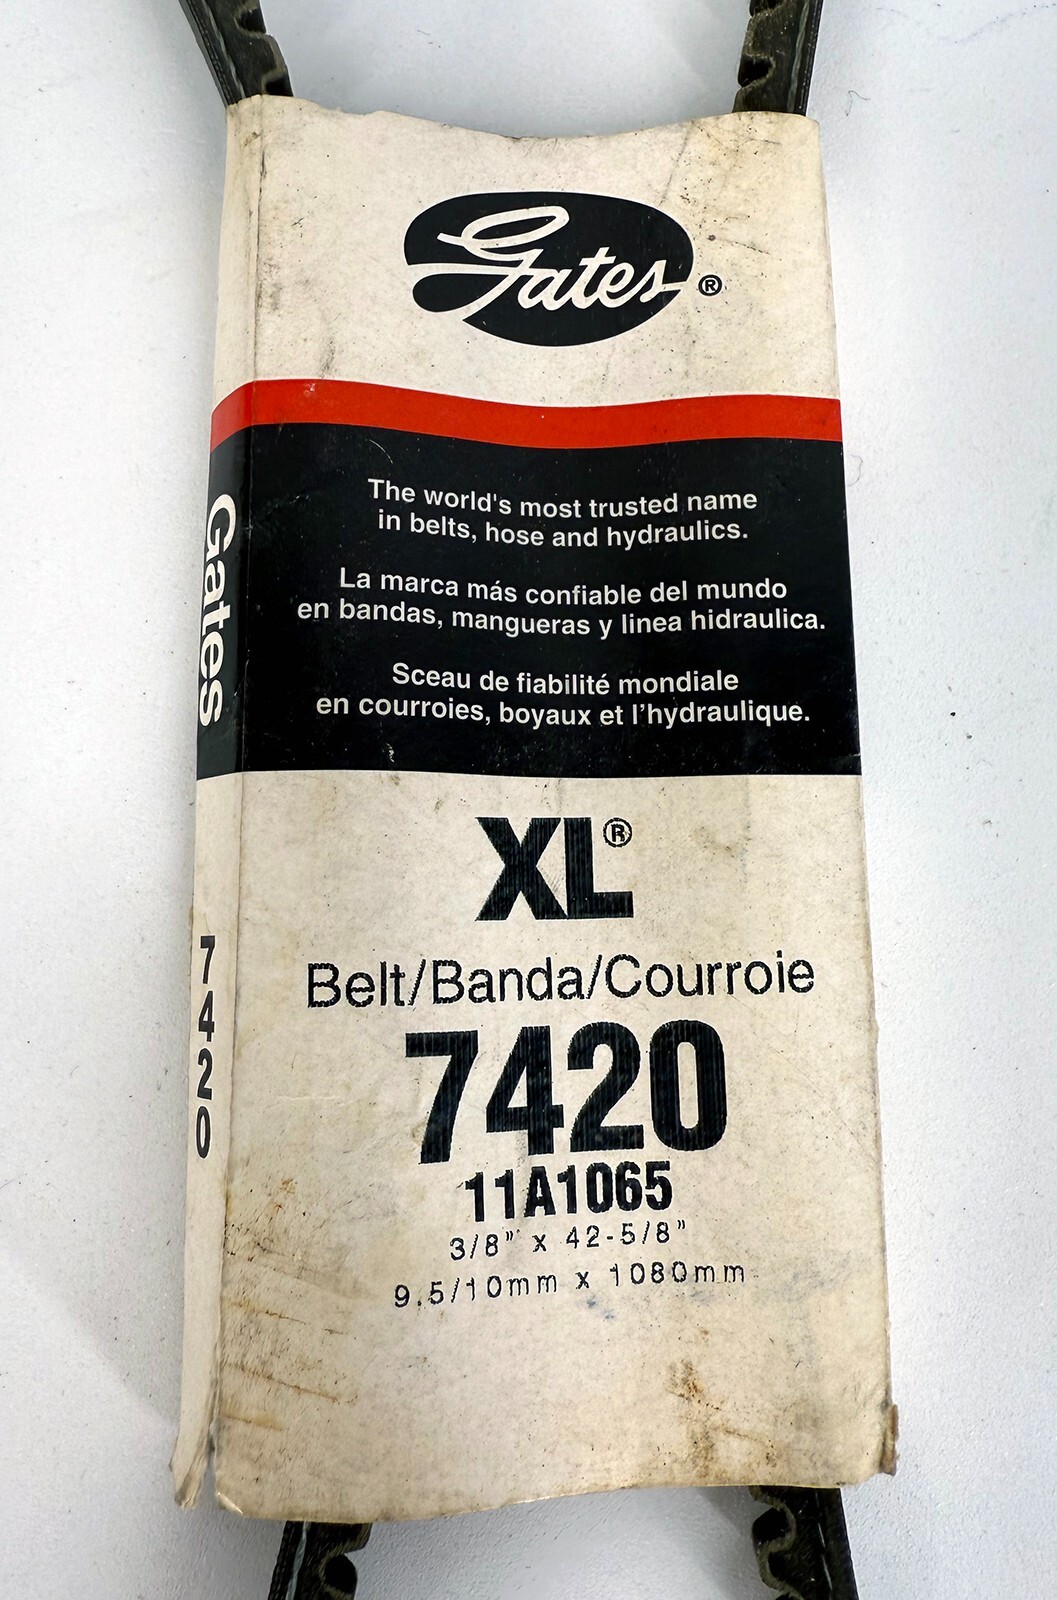 Gates®
The world's most trusted name
in belts, hose and hydraulics.
La marca más confiable del mundo
en bandas, mangueras y linea hidraulica.
Sceau de fiabilité mondiale
en courroies, boyaux et l'hydraulique.
XL®
Belt/Banda/Courroie
7420
11A1065
3/8" x 42-5/8"
9.5/10mm x 1080mm
Gates
7420